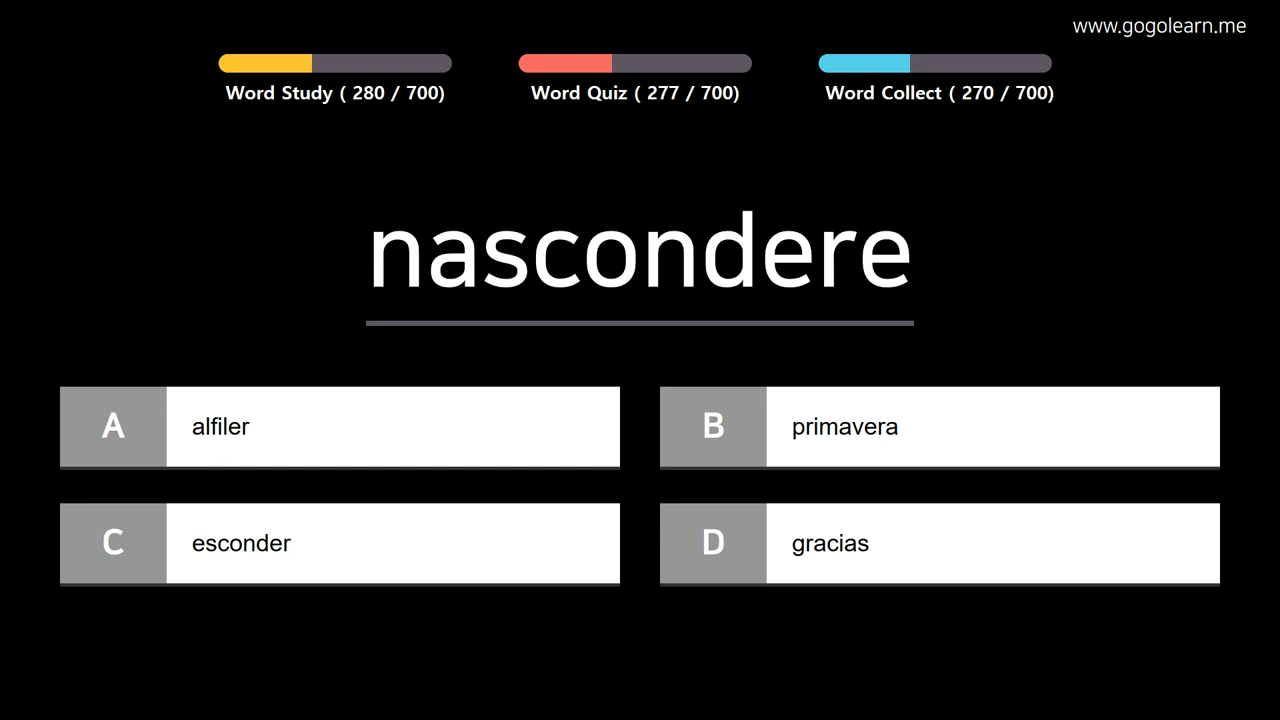 www.gogolearn.me
Word Study ( 280 / 700)
Word Quiz ( 277 / 700)
Word Collect ( 270 / 700)
nascondere
A alfiler
B primavera
C esconder
D gracias